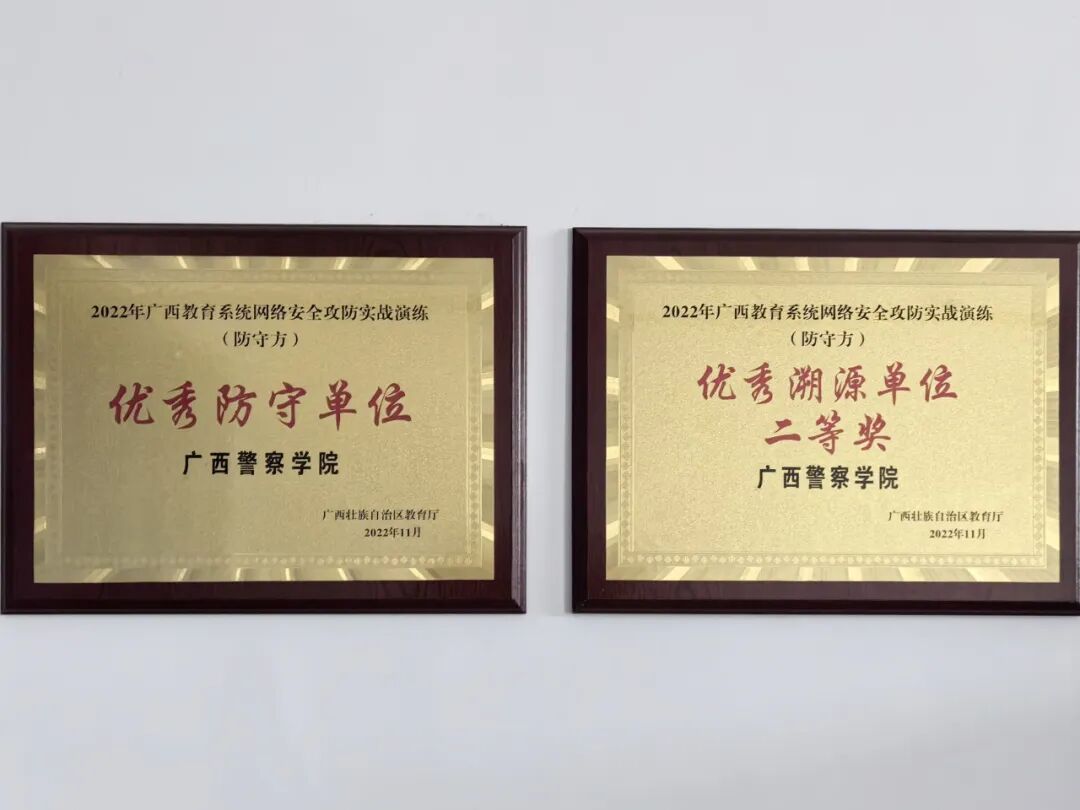 2022年广西教育系统网络安全攻防实战演练
（防守方）
优秀防守单位
广西警察学院
广西壮族自治区教育厅
2022年11月
2022年广西教育系统网络安全攻防实战演练
（防守方）
优秀溯源单位
二等奖
广西警察学院
广西壮族自治区教育厅
2022年11月